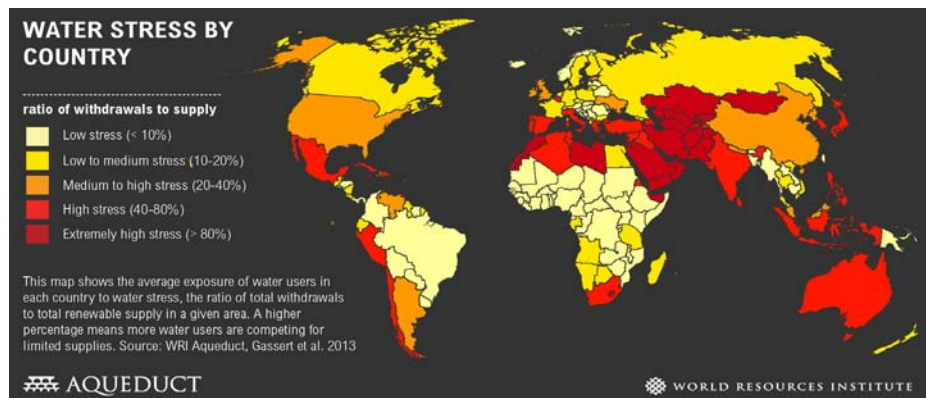 WATER STRESS BY
COUNTRY
ratio of withdrawals to supply
Low stress (< 10%)
Low to medium stress (10-20%)
Medium to high stress (20-40%)
High stress (40-80%)
Extremely high stress (> 80%)
This map shows the average exposure of water users in
each country to water stress, the ratio of total withdrawals
to total renewable supply in a given area. A higher
percentage means more water users are competing for
limited supplies. Source: WRI Aqueduct, Gassert et al. 2013
AQUEDUCT
WORLD RESOURCES INSTITUTE